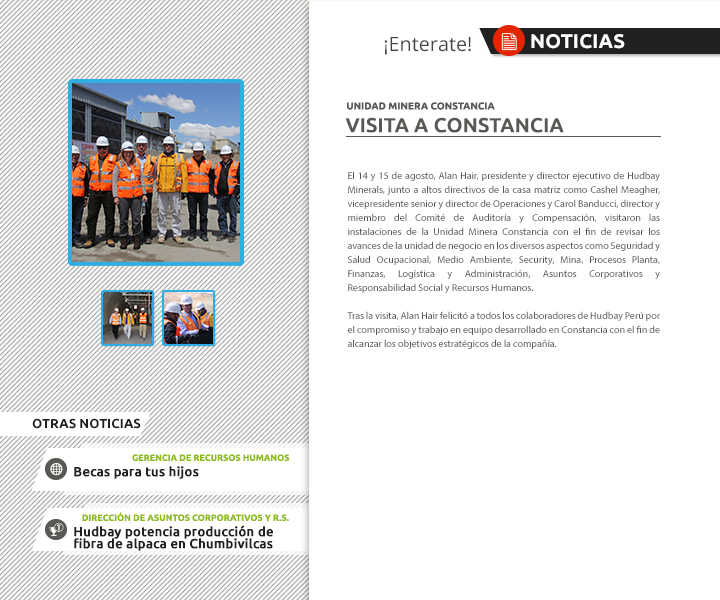 ¡Enterate!
NOTICIAS
UNIDAD MINERA CONSTANCIA
VISITA A CONSTANCIA
El 14 y 15 de agosto, Alan Hair, presidente y director ejecutivo de Hudbay
Minerals, junto a altos directivos de la casa matriz como Cashel Meagher,
vicepresidente senior y director de Operaciones y Carol Banducci, director y
miembro del Comité de Auditoría y Compensación, visitaron las
instalaciones de la Unidad Minera Constancia con el fin de revisar los
avances de la unidad de negocio en los diversos aspectos como Seguridad y
Salud Ocupacional, Medio Ambiente, Security, Mina, Procesos Planta,
Finanzas, Logística y Administración, Asuntos Corporativos y
Responsabilidad Social y Recursos Humanos.
Tras la visita, Alan Hair felicitó a todos los colaboradores de Hudbay Perú por
el compromiso y trabajo en equipo desarrollado en Constancia con el fin de
alcanzar los objetivos estratégicos de la compañía.
OTRAS NOTICIAS
GERENCIA DE RECURSOS HUMANOS
Becas para tus hijos
DIRECCIÓN DE ASUNTOS CORPORATIVOS Y R.S.
Hudbay potencia producción de
fibra de alpaca en Chumbivilcas